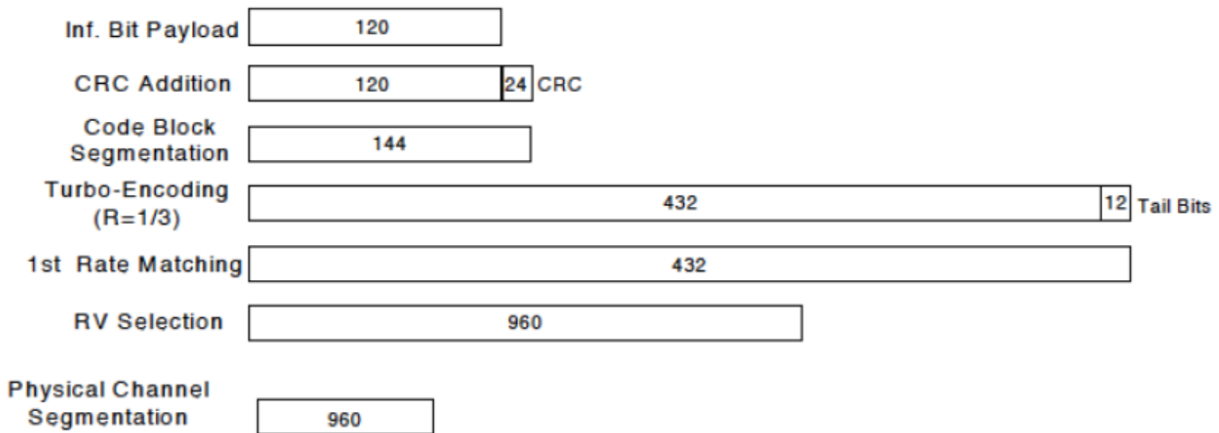 Inf. Bit Payload 120
CRC Addition 120 24 CRC
Code Block
Segmentation 144
Turbo-Encoding
(R=1/3) 432 12 Tail Bits
1st Rate Matching 432
RV Selection 960
Physical Channel
Segmentation 960